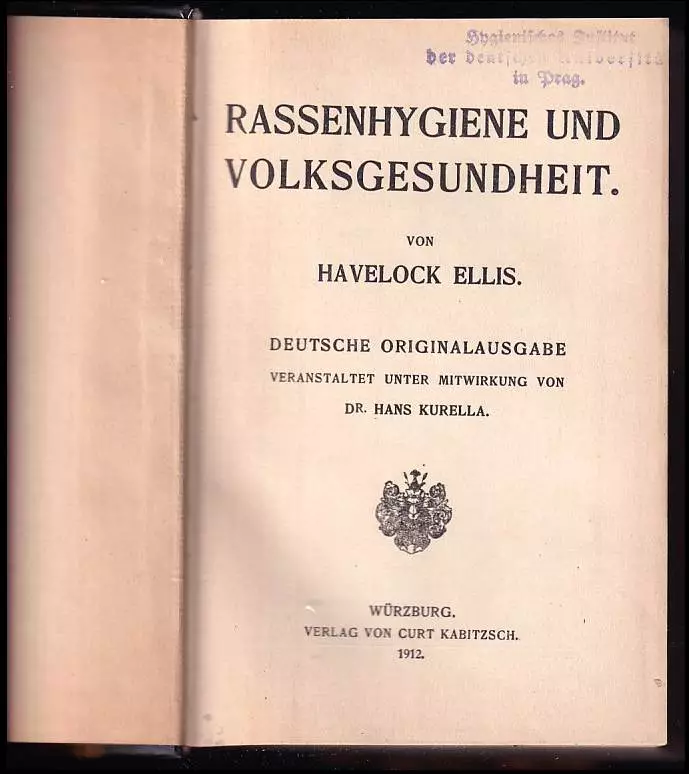 Hygienisches Institut
der deutschen Universität
in Prag.
RASSENHYGIENE UND
VOLKSGESUNDHEIT.
VON
HAVELOCK ELLIS.
DEUTSCHE ORIGINALAUSGABE
VERANSTALTET UNTER MITWIRKUNG VON
DR. HANS KURELLA.
WÜRZBURG.
VERLAG VON CURT KABITZSCH.
1912.